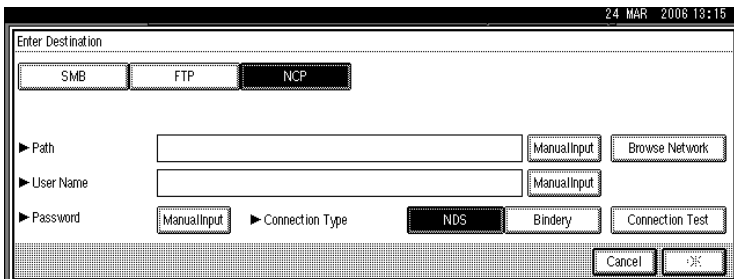 24 MAR 2006 13:15
Enter Destination
SMB FTP NCP
▶ Path ManualInput Browse Network
▶ User Name ManualInput
▶ Password ManualInput ▶ Connection Type NDS Bindery Connection Test
Cancel OK